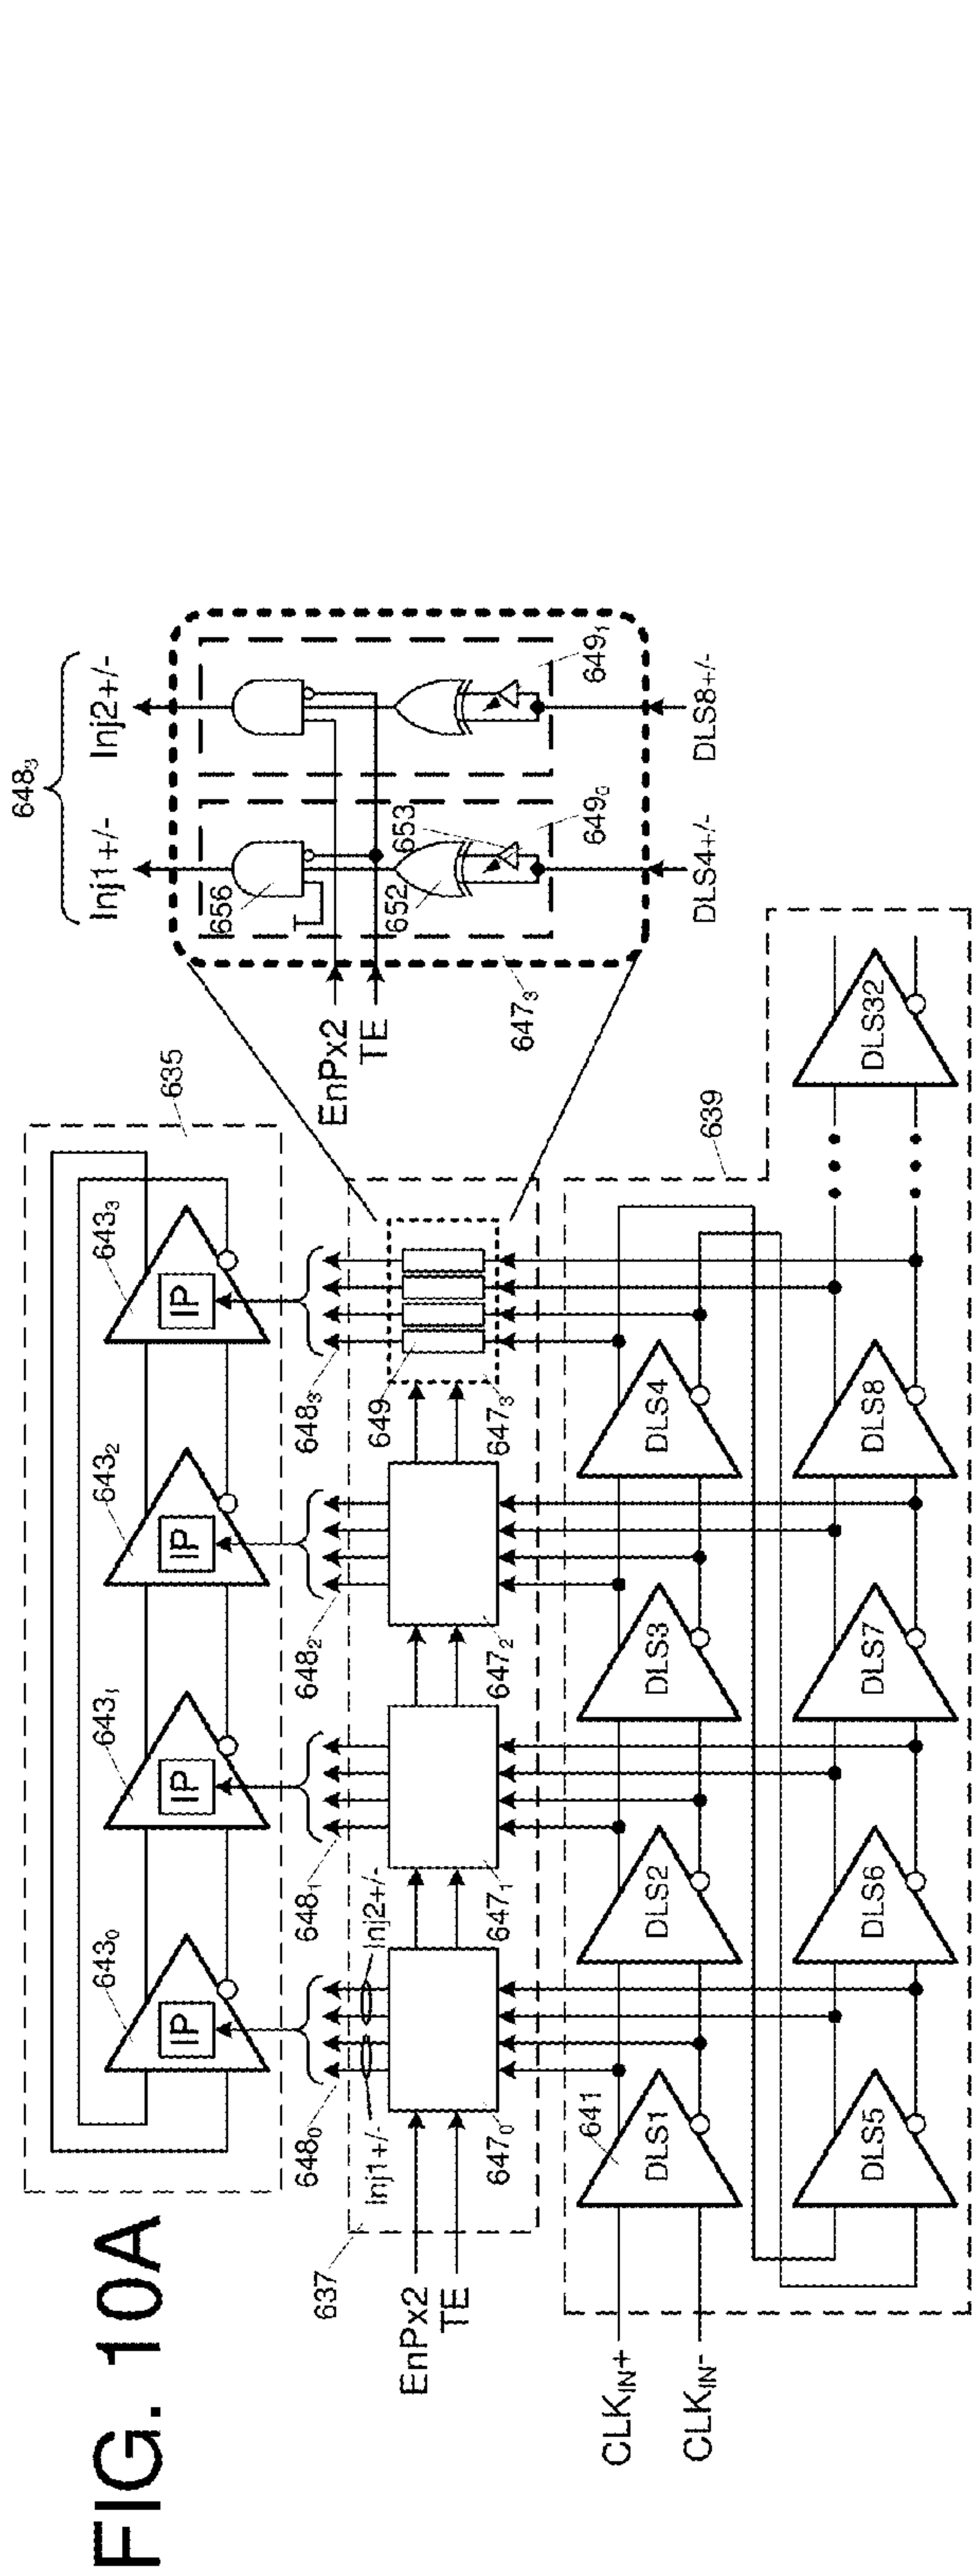 FIG. 10A
635
643₀
643₁
643₂
643₃
IP
IP
IP
IP
648₀
648₁
648₂
648₃
Inj1+/-
Inj2+/-
637
EnPx2
TE
647₀
647₁
647₂
647₃
649
639
CLK_IN+
CLK_IN-
641
DLS1
DLS2
DLS3
DLS4
DLS5
DLS6
DLS7
DLS8
DLS32
648₃
Inj1+/-
Inj2+/-
656
652
653
649₀
649₁
EnPx2
TE
647₃
DLS4+/-
DLS8+/-